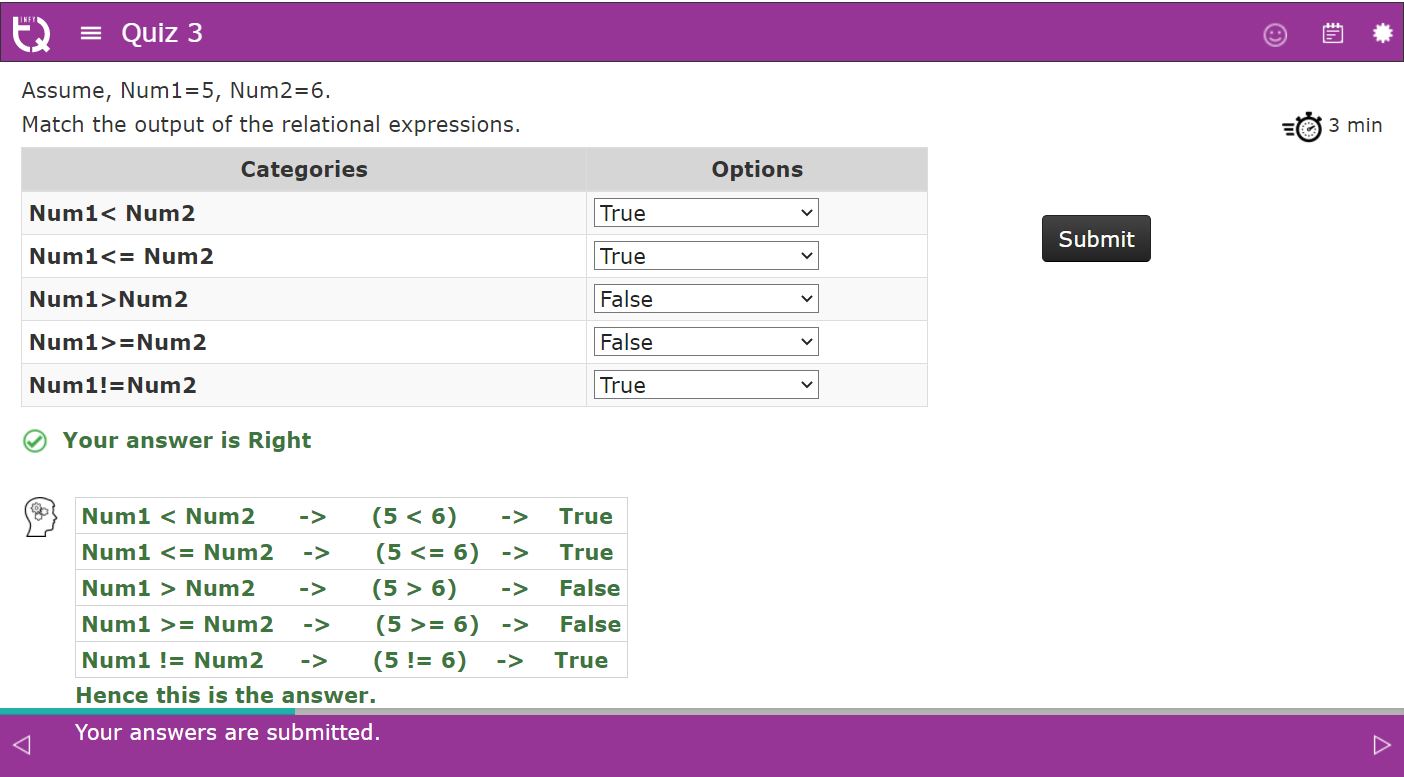 INFY
TQ
Quiz 3
Assume, Num1=5, Num2=6.
Match the output of the relational expressions.
3 min
Categories Options
Num1< Num2 True
Num1<= Num2 True
Submit
Num1>Num2 False
Num1>=Num2 False
Num1!=Num2 True
Your answer is Right
Num1 < Num2 -> (5 < 6) -> True
Num1 <= Num2 -> (5 <= 6) -> True
Num1 > Num2 -> (5 > 6) -> False
Num1 >= Num2 -> (5 >= 6) -> False
Num1 != Num2 -> (5 != 6) -> True
Hence this is the answer.
Your answers are submitted.